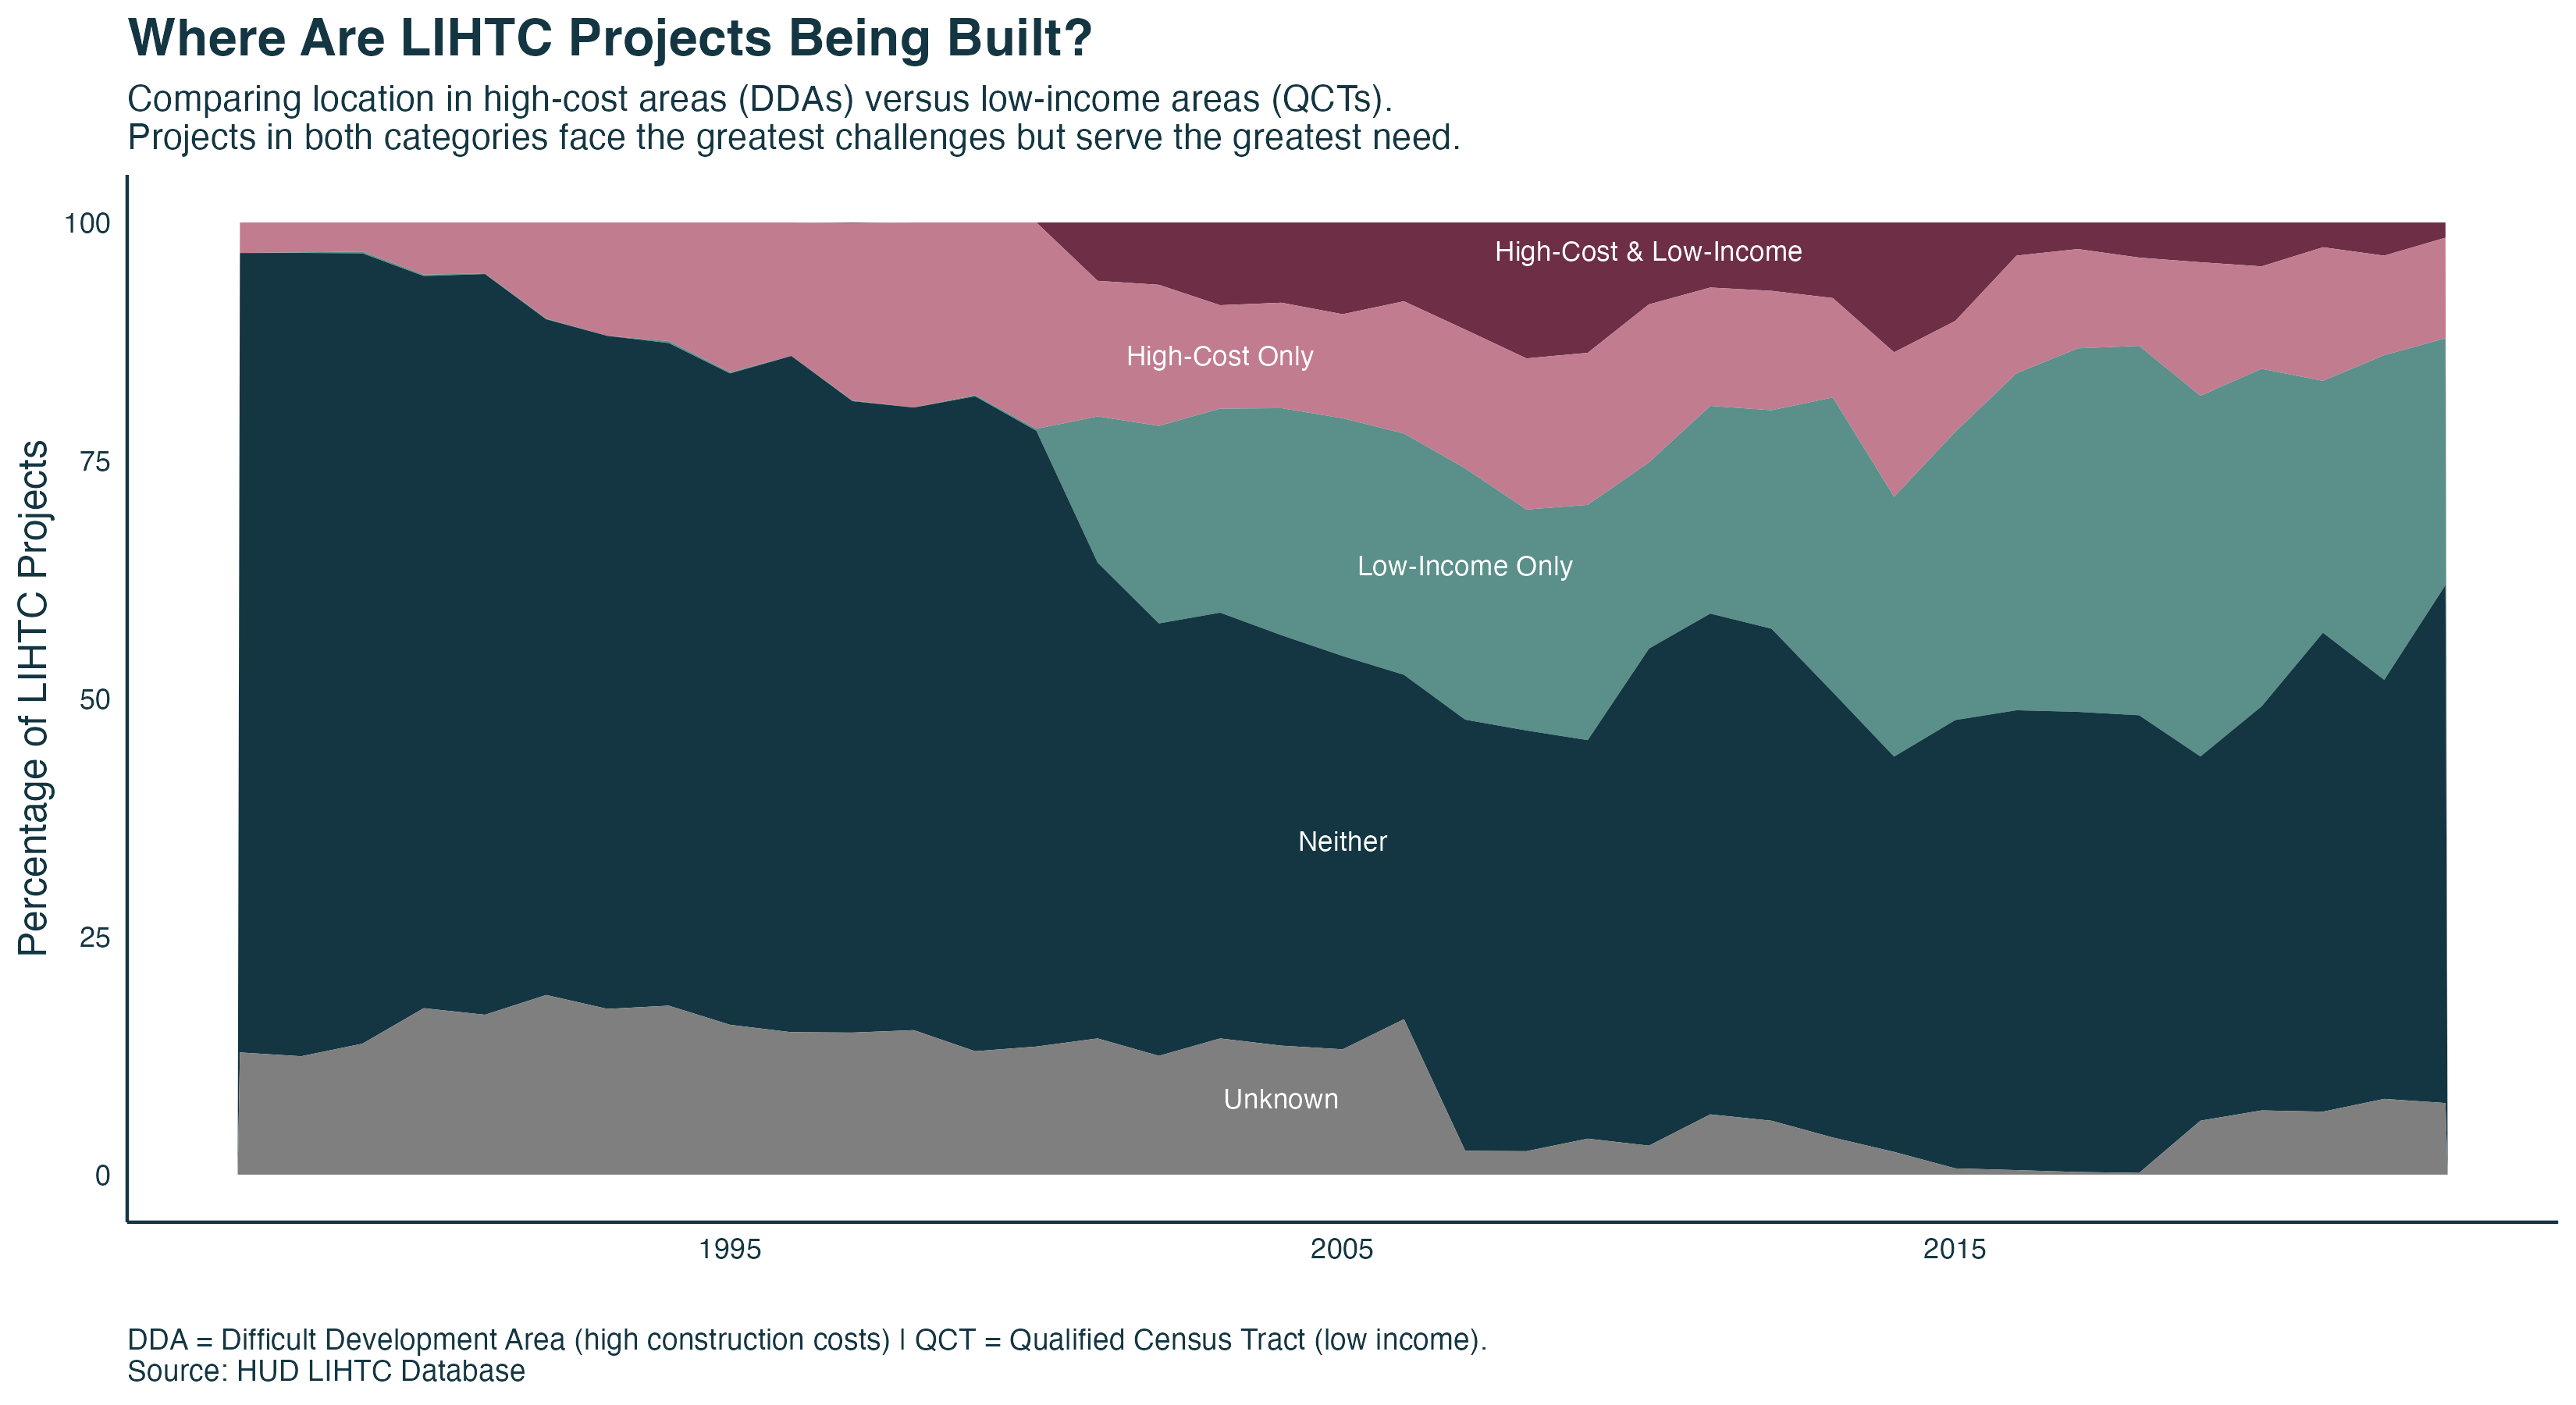 Where Are LIHTC Projects Being Built?
Comparing location in high-cost areas (DDAs) versus low-income areas (QCTs).
Projects in both categories face the greatest challenges but serve the greatest need.
Percentage of LIHTC Projects
100
75
50
25
0
High-Cost & Low-Income
High-Cost Only
Low-Income Only
Neither
Unknown
1995
2005
2015
DDA = Difficult Development Area (high construction costs) | QCT = Qualified Census Tract (low income).
Source: HUD LIHTC Database